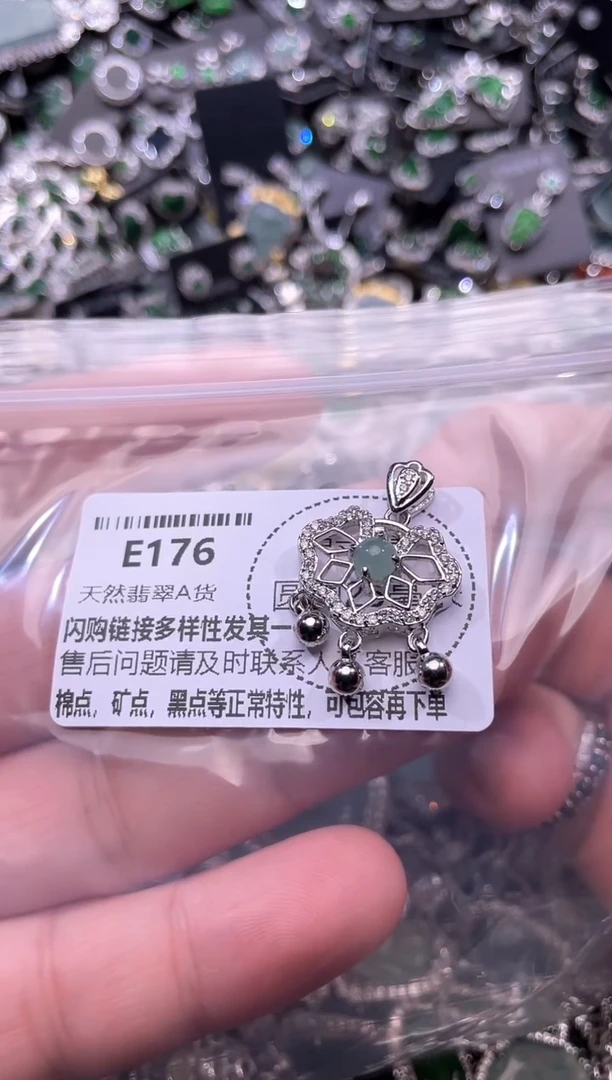 E176
天然翡翠A货
闪购链接多样性发其一
售后问题请及时联系人 客服
棉点，矿点，黑点等正常特性，可包容再下单